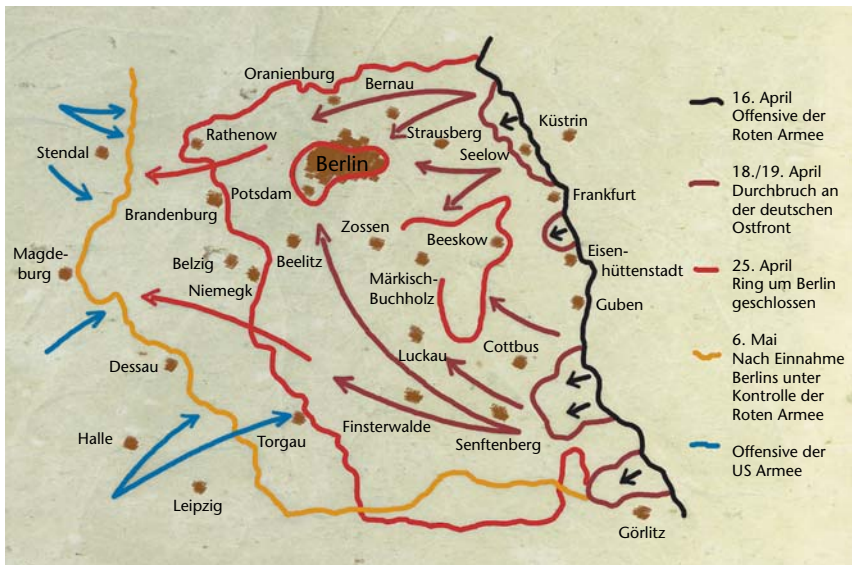 Oranienburg
Bernau
Küstrin
Rathenow
Strausberg
Stendal
Seelow
Berlin
Potsdam
Frankfurt
Brandenburg
Zossen
Beeskow
Magde-
burg
Belzig
Beelitz
Eisen-
hüttenstadt
Märkisch-
Buchholz
Niemegk
Guben
Luckau
Cottbus
Dessau
Finsterwalde
Halle
Torgau
Senftenberg
Leipzig
Görlitz
16. April
Offensive der
Roten Armee
18./19. April
Durchbruch an
der deutschen
Ostfront
25. April
Ring um Berlin
geschlossen
6. Mai
Nach Einnahme
Berlins unter
Kontrolle der
Roten Armee
Offensive der
US Armee